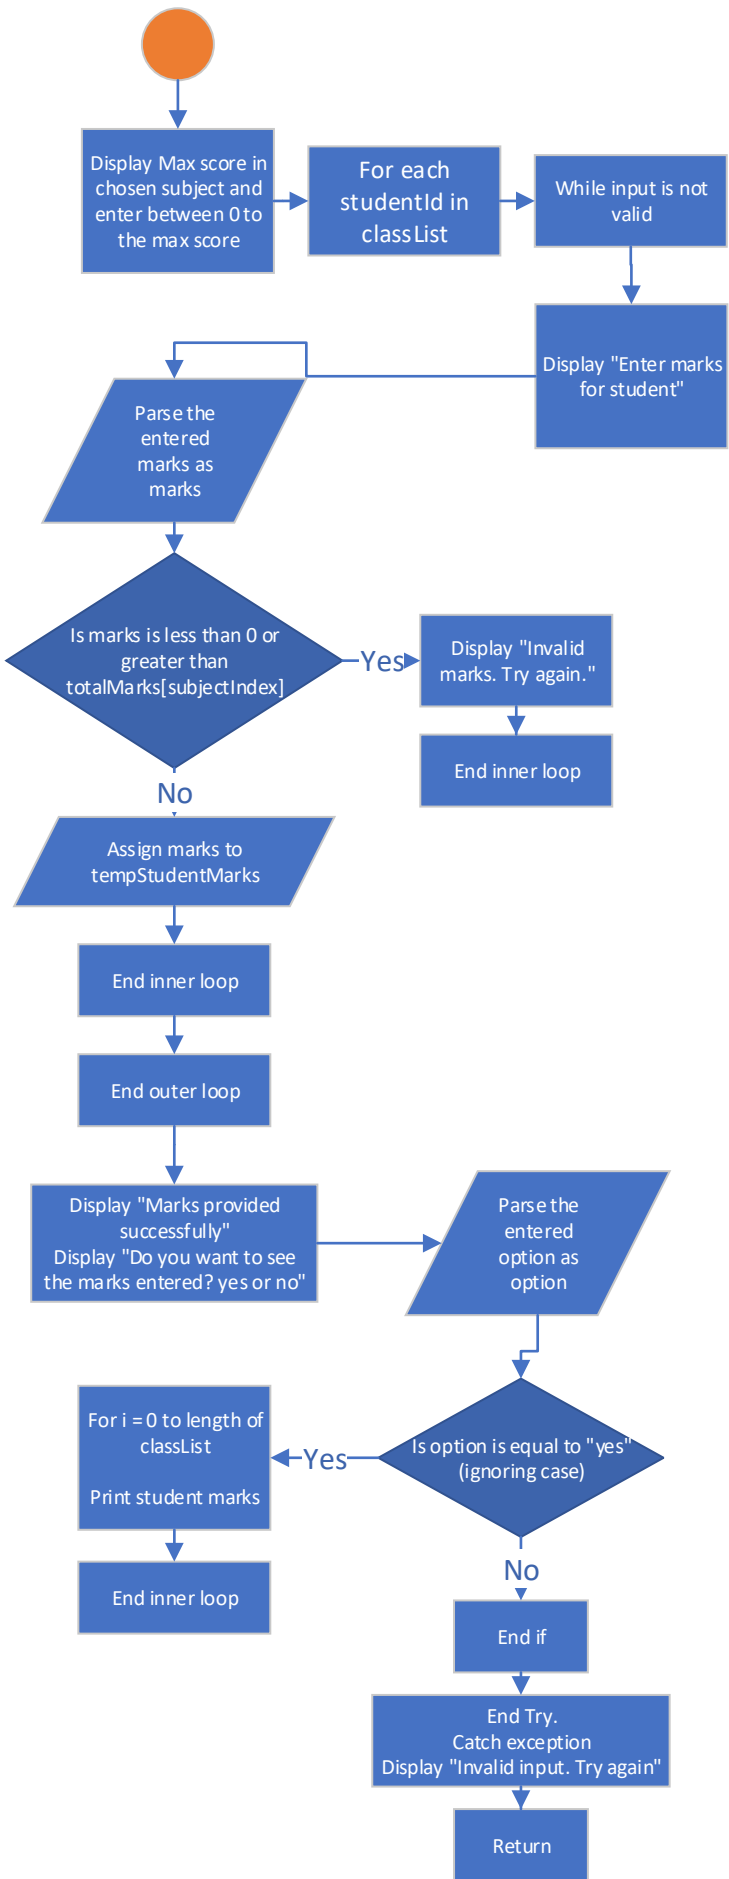 Display Max score in
chosen subject and
enter between 0 to
the max score
For each
studentId in
classList
While input is not
valid
Display "Enter marks
for student"
Parse the
entered
marks as
marks
Is marks is less than 0 or
greater than
totalMarks[subjectIndex]
Yes
Display "Invalid
marks. Try again."
End inner loop
No
Assign marks to
tempStudentMarks
End inner loop
End outer loop
Display "Marks provided
successfully"
Display "Do you want to see
the marks entered? yes or no"
Parse the
entered
option as
option
Is option is equal to "yes"
(ignoring case)
Yes
For i = 0 to length of
classList
Print student marks
End inner loop
No
End if
End Try.
Catch exception
Display "Invalid input. Try again"
Return